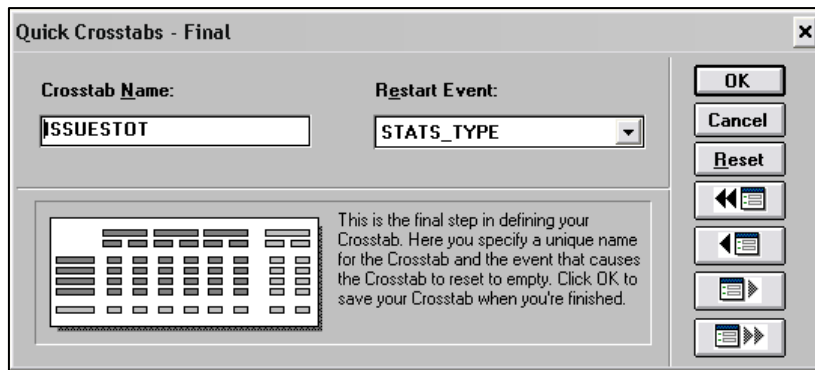 Quick Crosstabs - Final
Crosstab Name:
Restart Event:
ISSUESTOT
STATS_TYPE
This is the final step in defining your
Crosstab. Here you specify a unique name
for the Crosstab and the event that causes
the Crosstab to reset to empty. Click OK to
save your Crosstab when you're finished.
OK
Cancel
Reset